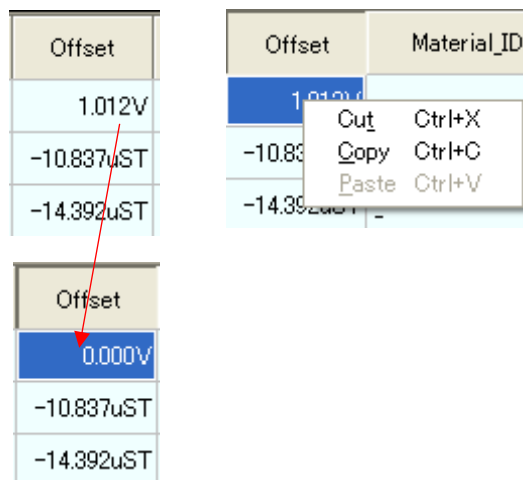 Offset
1.012V
-10.837uST
-14.392uST
Offset Material_ID
Cut Ctrl+X
Copy Ctrl+C
Paste Ctrl+V
Offset
0.000V
-10.837uST
-14.392uST